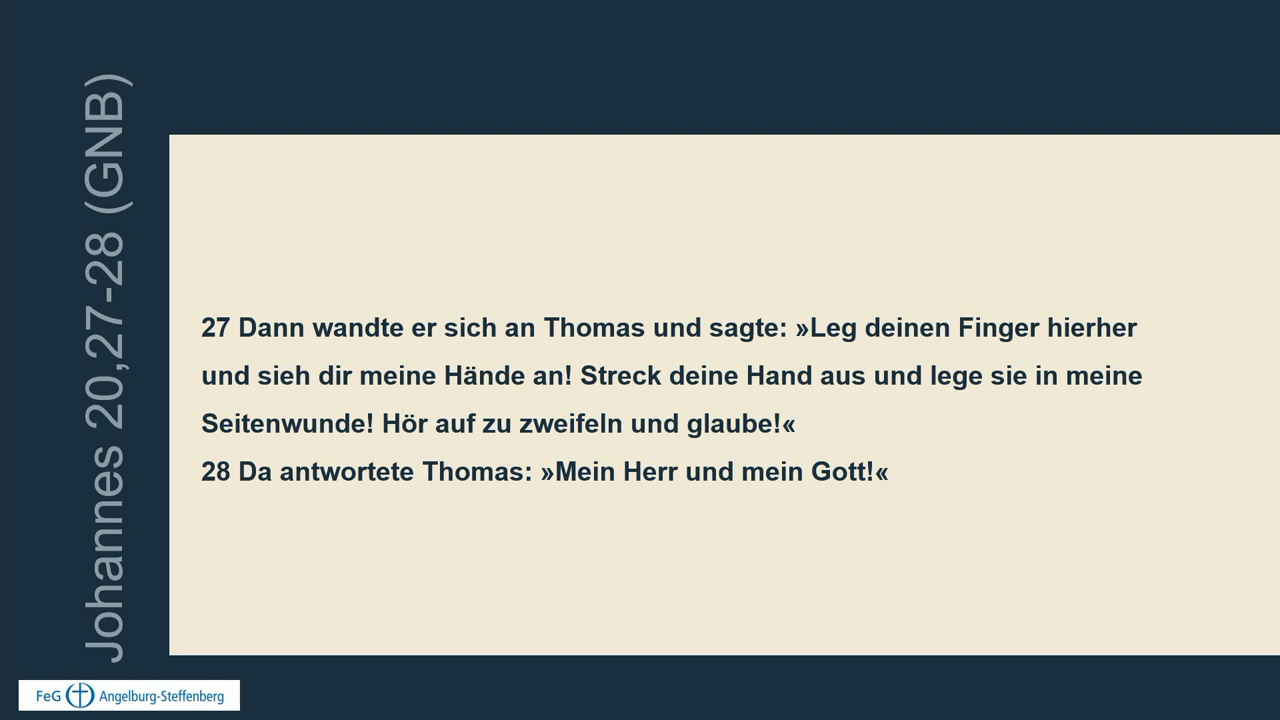 Johannes 20,27-28 (GNB)
27 Dann wandte er sich an Thomas und sagte: »Leg deinen Finger hierher
und sieh dir meine Hände an! Streck deine Hand aus und lege sie in meine
Seitenwunde! Hör auf zu zweifeln und glaube!«
28 Da antwortete Thomas: »Mein Herr und mein Gott!«
FeG Angelburg-Steffenberg